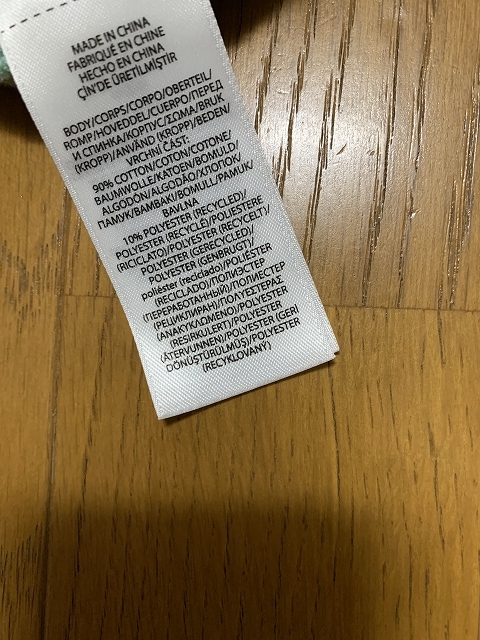 MADE IN CHINA
FABRIQUÉ EN CHINE
HECHO EN CHINA
ÇİN'DE ÜRETİLMİŞTİR
BODY/CORPS/CORPO/OBERTEIL/
ROMP/HOVEDDEL/CUERPO/ПЕРЕД
И СПИНКА/КОРПУС/ΣΩΜΑ/BRUK
(KROPP)/ANVÄND (KROPP)/BEDEN/
VRCHNÍ ČÁST:
90% COTTON/COTON/COTONE/
BAUMWOLLE/KATOEN/BOMULD/
ALGODÓN/ALGODÃO/ХЛОПОК/
ПАМУК/ΒΑΜΒΑΚΙ/BOMULL/PAMUK/
BAVLNA
10% POLYESTER (RECYCLED)/
POLYESTER (RECYCLÉ)/POLIESTERE
(RICICLATO)/POLYESTER (RECYCELT)/
POLYESTER (GERECYCLED)/
POLYESTER (GENBRUGT)/
poliéster (reciclado)/POLIÉSTER
(RECICLADO)/ПОЛИЭСТЕР
(ПЕРЕРАБОТАННЫЙ)/ПОЛИЕСТЕР
(РЕЦИКЛИРАН)/ΠΟΛΥΕΣΤΕΡΑΣ
(ΑΝΑΚΥΚΛΩΜΕΝΟ)/POLYESTER
(RESIRKULERT)/POLYESTER
(ÅTERVUNNEN)/POLYESTER (GERİ
DÖNÜŞTÜRÜLMÜŞ)/POLYESTER
(RECYKLOVANÝ)